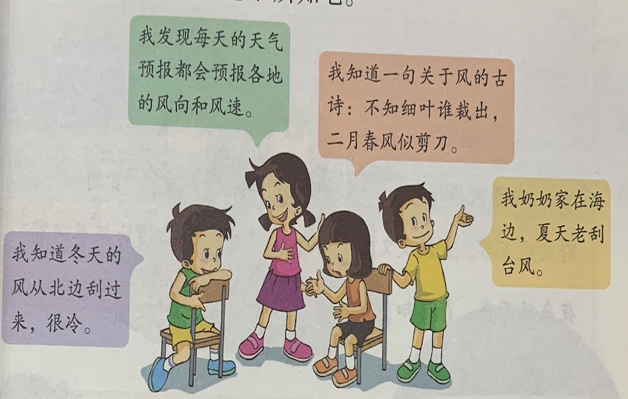 我发现每天的天气
预报都会预报各地
的风向和风速。
我知道一句关于风的古
诗：不知细叶谁裁出，
二月春风似剪刀。
我奶奶家在海
边，夏天老刮
台风。
我知道冬天的
风从北边刮过
来，很冷。